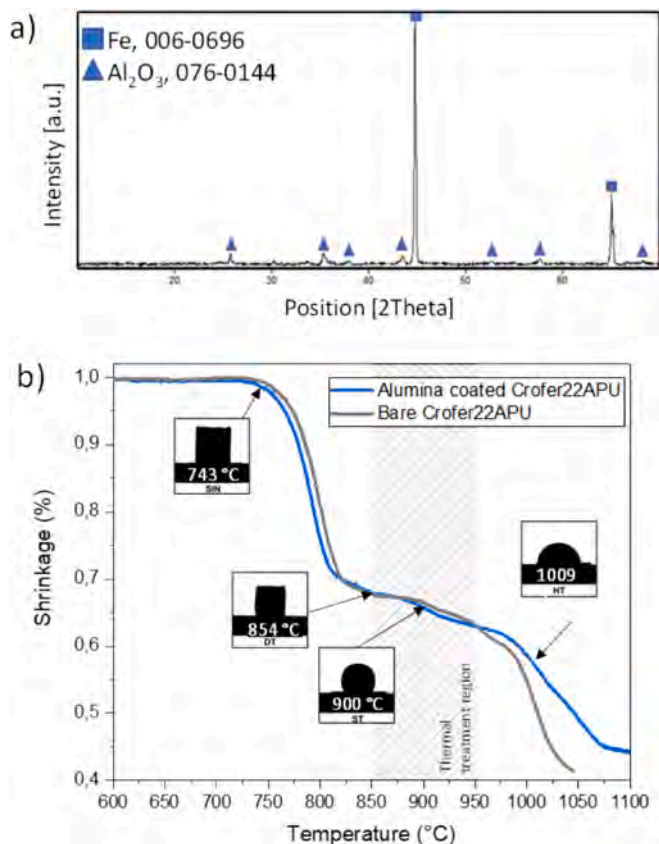 a)
Fe, 006-0696
Al₂O₃, 076-0144
Intensity [a.u.]
20 30 40 50 60
Position [2Theta]
b)
Alumina coated Crofer22APU
Bare Crofer22APU
743 °C
SIN
854 °C
DT
900 °C
ST
1009
HT
Thermal
treatment region
Shrinkage (%)
1,0
0,9
0,8
0,7
0,6
0,5
0,4
600 650 700 750 800 850 900 950 1000 1050 1100
Temperature (°C)